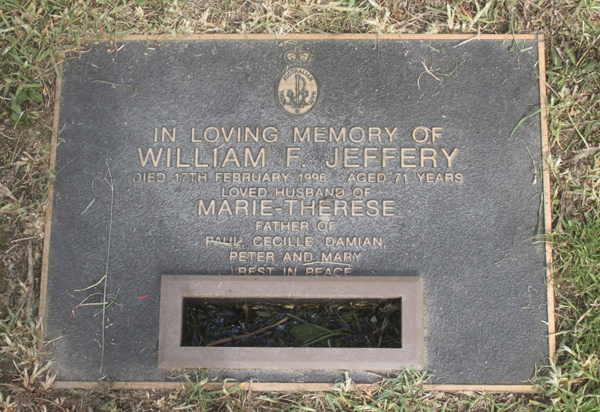 IN LOVING MEMORY OF
WILLIAM F. JEFFERY
DIED 17TH FEBRUARY 1996 AGED 71 YEARS
LOVED HUSBAND OF
MARIE-THERESE
FATHER OF
PAUL, CECILLE, DAMIAN,
PETER AND MARY
REST IN PEACE